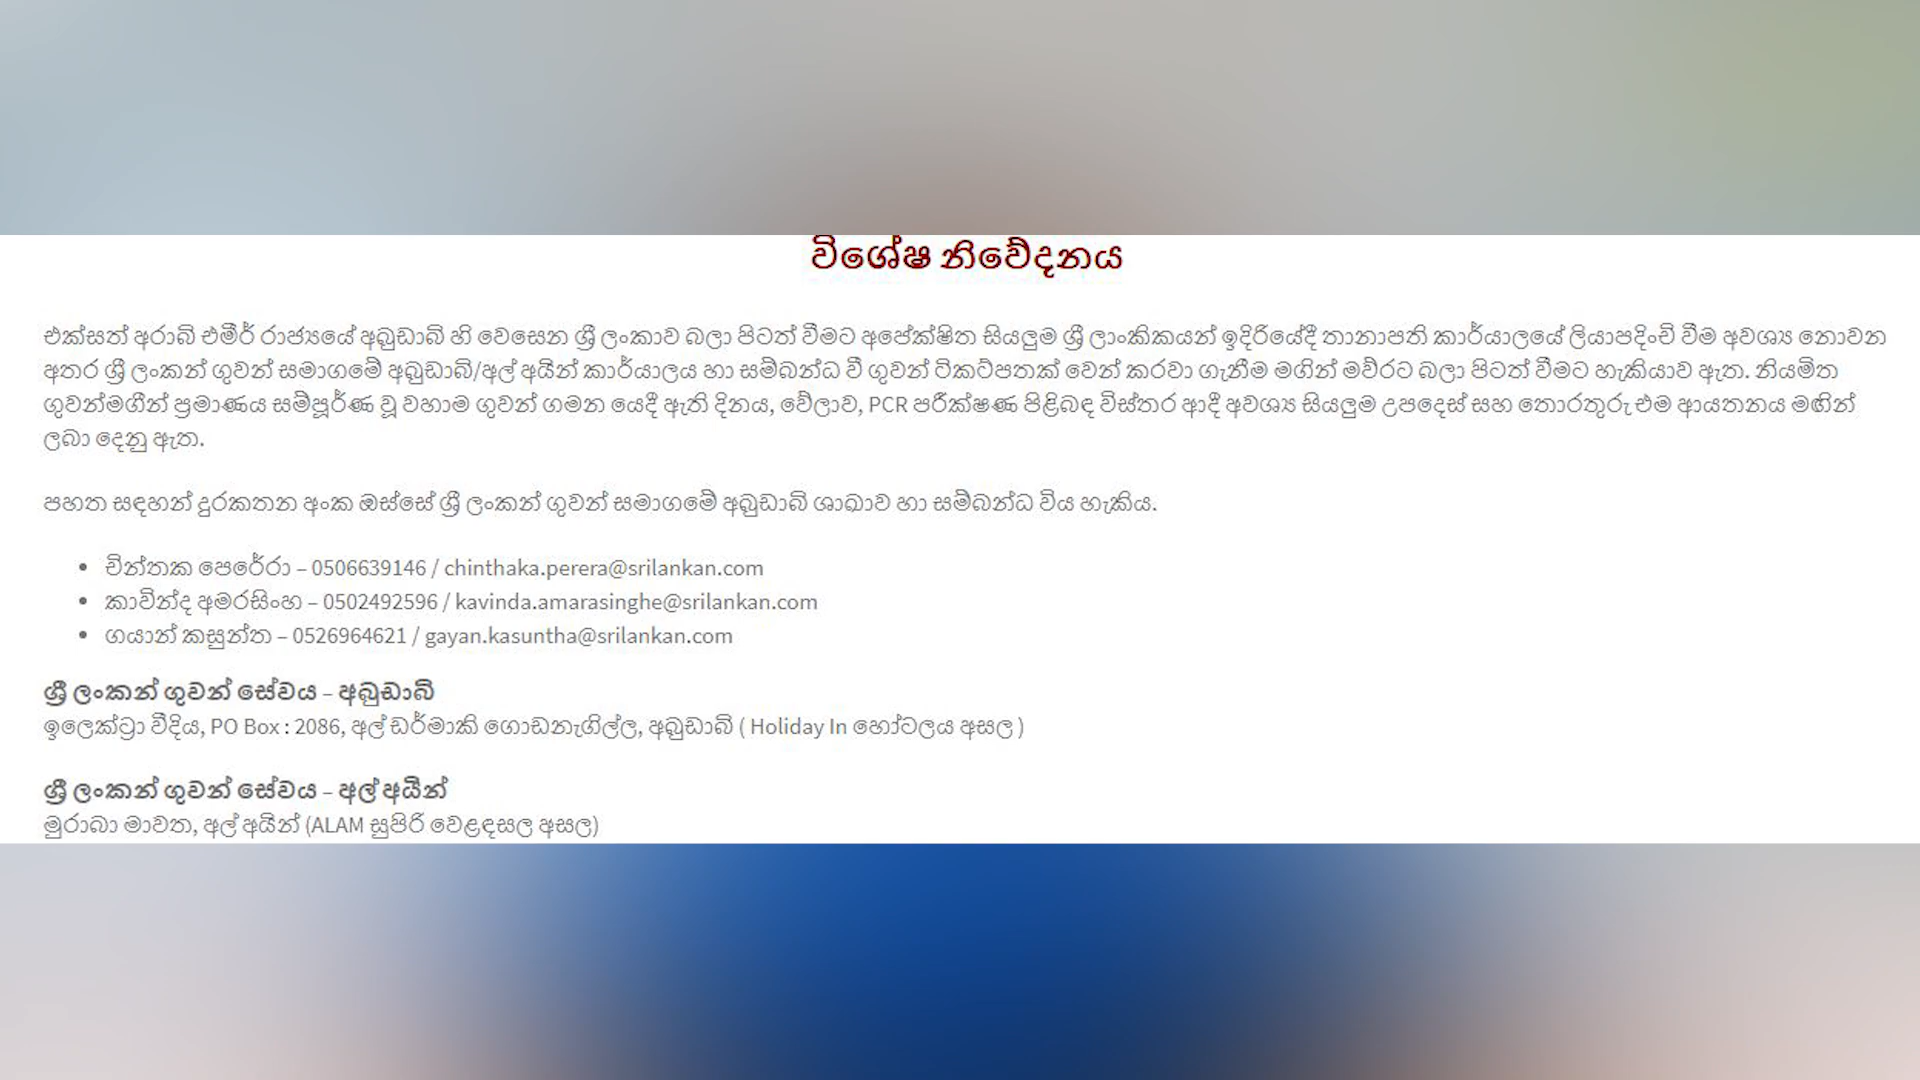 විශේෂ නිවේදනය
එක්සත් අරාබි එමීර් රාජ්‍යයේ අබුඩාබි හි වෙසෙන ශ්‍රී ලංකාව බලා පිටත් වීමට අපේක්ෂිත සියලුම ශ්‍රී ලාංකිකයන් ඉදිරියේදී තානාපති කාර්යාලයේ ලියාපදිංචි වීම අවශ්‍ය නොවන
අතර ශ්‍රී ලංකන් ගුවන් සමාගමේ අබුඩාබි/අල් අයින් කාර්යාලය හා සම්බන්ධ වී ගුවන් ටිකට්පතක් වෙන් කරවා ගැනීම මගින් මව්රට බලා පිටත් වීමට හැකියාව ඇත. නියමිත
ගුවන්මගීන් ප්‍රමාණය සම්පූර්ණ වූ වහාම ගුවන් ගමන යෙදී ඇති දිනය, වේලාව, PCR පරීක්ෂණ පිළිබඳ විස්තර ආදී අවශ්‍ය සියලුම උපදෙස් සහ තොරතුරු එම ආයතනය මඟින්
ලබා දෙනු ඇත.
පහත සඳහන් දුරකතන අංක ඔස්සේ ශ්‍රී ලංකන් ගුවන් සමාගමේ අබුඩාබි ශාඛාව හා සම්බන්ධ විය හැකිය.
• චින්තක පෙරේරා – 0506639146 / chinthaka.perera@srilankan.com
• කාවින්ද අමරසිංහ – 0502492596 / kavinda.amarasinghe@srilankan.com
• ගයාන් කසුන්ත – 0526964621 / gayan.kasuntha@srilankan.com
ශ්‍රී ලංකන් ගුවන් සේවය – අබුඩාබි
ඉලෙක්ට්‍රා වීදිය, PO Box : 2086, අල් ඩර්මාකි ගොඩනැගිල්ල, අබුඩාබි ( Holiday In හෝටලය අසල )
ශ්‍රී ලංකන් ගුවන් සේවය – අල් අයින්
මුරාබා මාවත, අල් අයින් (ALAM සුපිරි වෙළඳසල අසල)